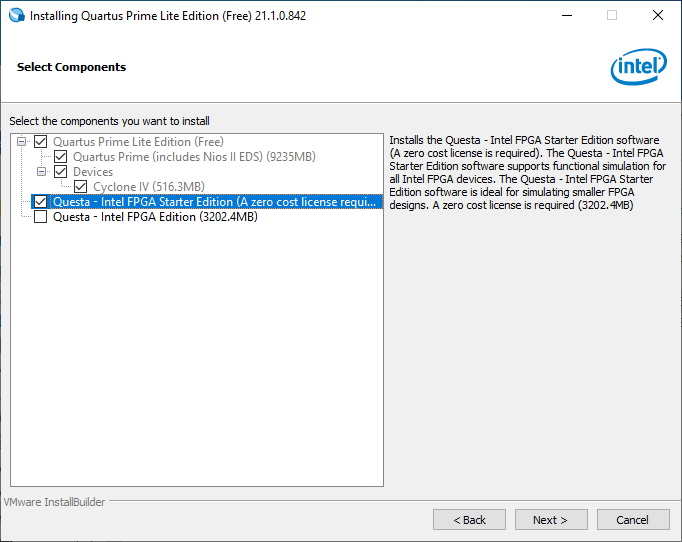 Installing Quartus Prime Lite Edition (Free) 21.1.0.842
Select Components
intel
Select the components you want to install
Quartus Prime Lite Edition (Free)
Quartus Prime (includes Nios II EDS) (9235MB)
Devices
Cyclone IV (516.3MB)
Questa - Intel FPGA Starter Edition (A zero cost license requi...
Questa - Intel FPGA Edition (3202.4MB)
Installs the Questa - Intel FPGA Starter Edition software
(A zero cost license is required). The Questa - Intel FPGA
Starter Edition software supports functional simulation for
all Intel FPGA devices. The Questa - Intel FPGA Starter
Edition software is ideal for simulating smaller FPGA
designs. A zero cost license is required (3202.4MB)
VMware InstallBuilder
< Back
Next >
Cancel